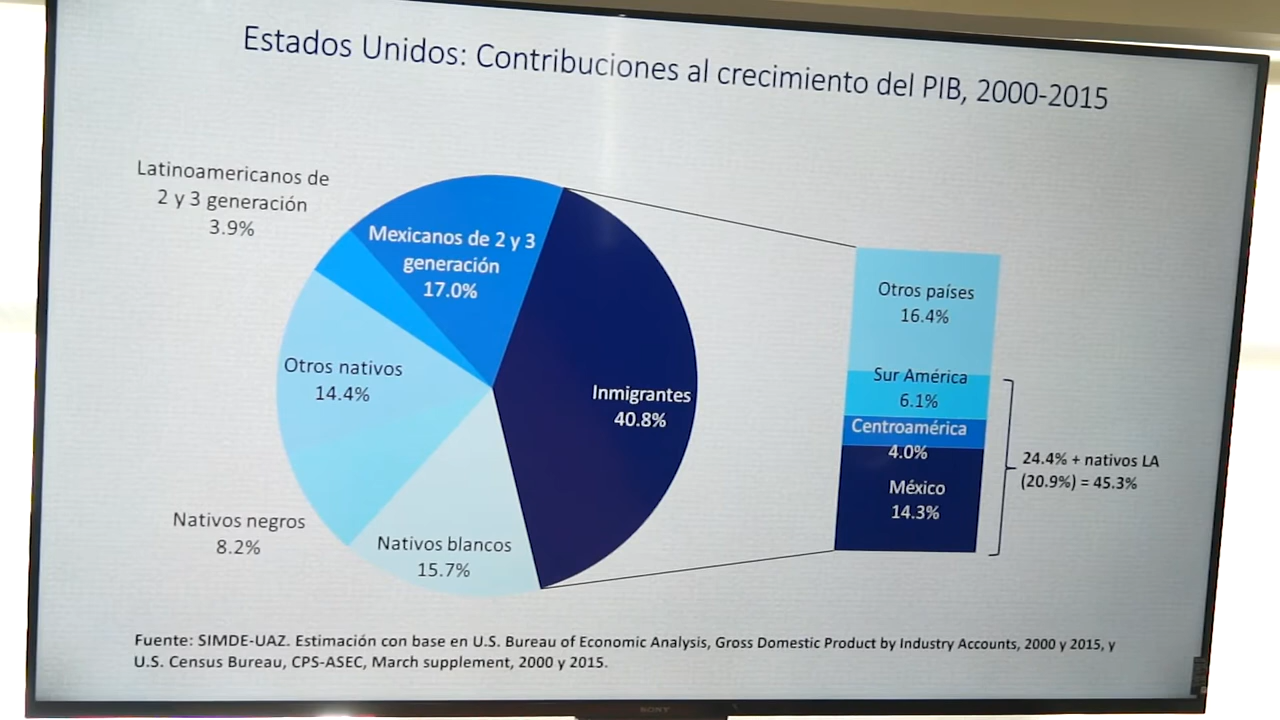 Estados Unidos: Contribuciones al crecimiento del PIB, 2000-2015
Latinoamericanos de
2 y 3 generación
3.9%
Mexicanos de 2 y 3
generación
17.0%
Otros nativos
14.4%
Inmigrantes
40.8%
Nativos negros
8.2%
Nativos blancos
15.7%
Otros países
16.4%
Sur América
6.1%
Centroamérica
4.0%
México
14.3%
24.4% + nativos LA
(20.9%) = 45.3%
Fuente: SIMDE-UAZ. Estimación con base en U.S. Bureau of Economic Analysis, Gross Domestic Product by Industry Accounts, 2000 y 2015, y
U.S. Census Bureau, CPS-ASEC, March supplement, 2000 y 2015.
SONY